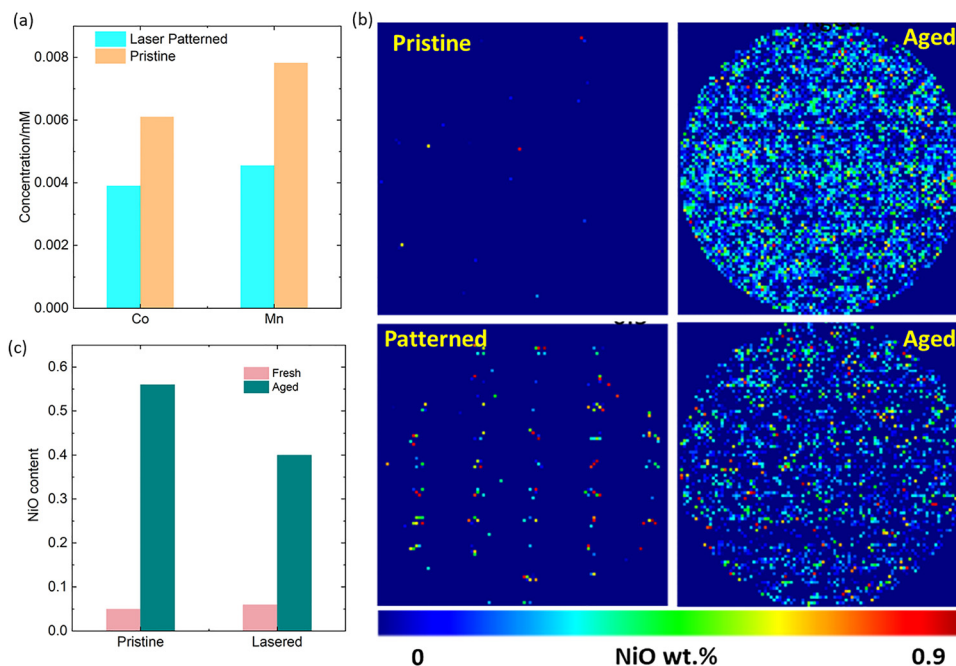 (a)
Laser Patterned
Pristine
0.008
0.006
0.004
0.002
0.000
Concentration/mM
Co
Mn
(b)
Pristine
Aged
Patterned
Aged
0
NiO wt.%
0.9
(c)
Fresh
Aged
0.6
0.5
0.4
0.3
0.2
0.1
0.0
NiO content
Pristine
Lasered